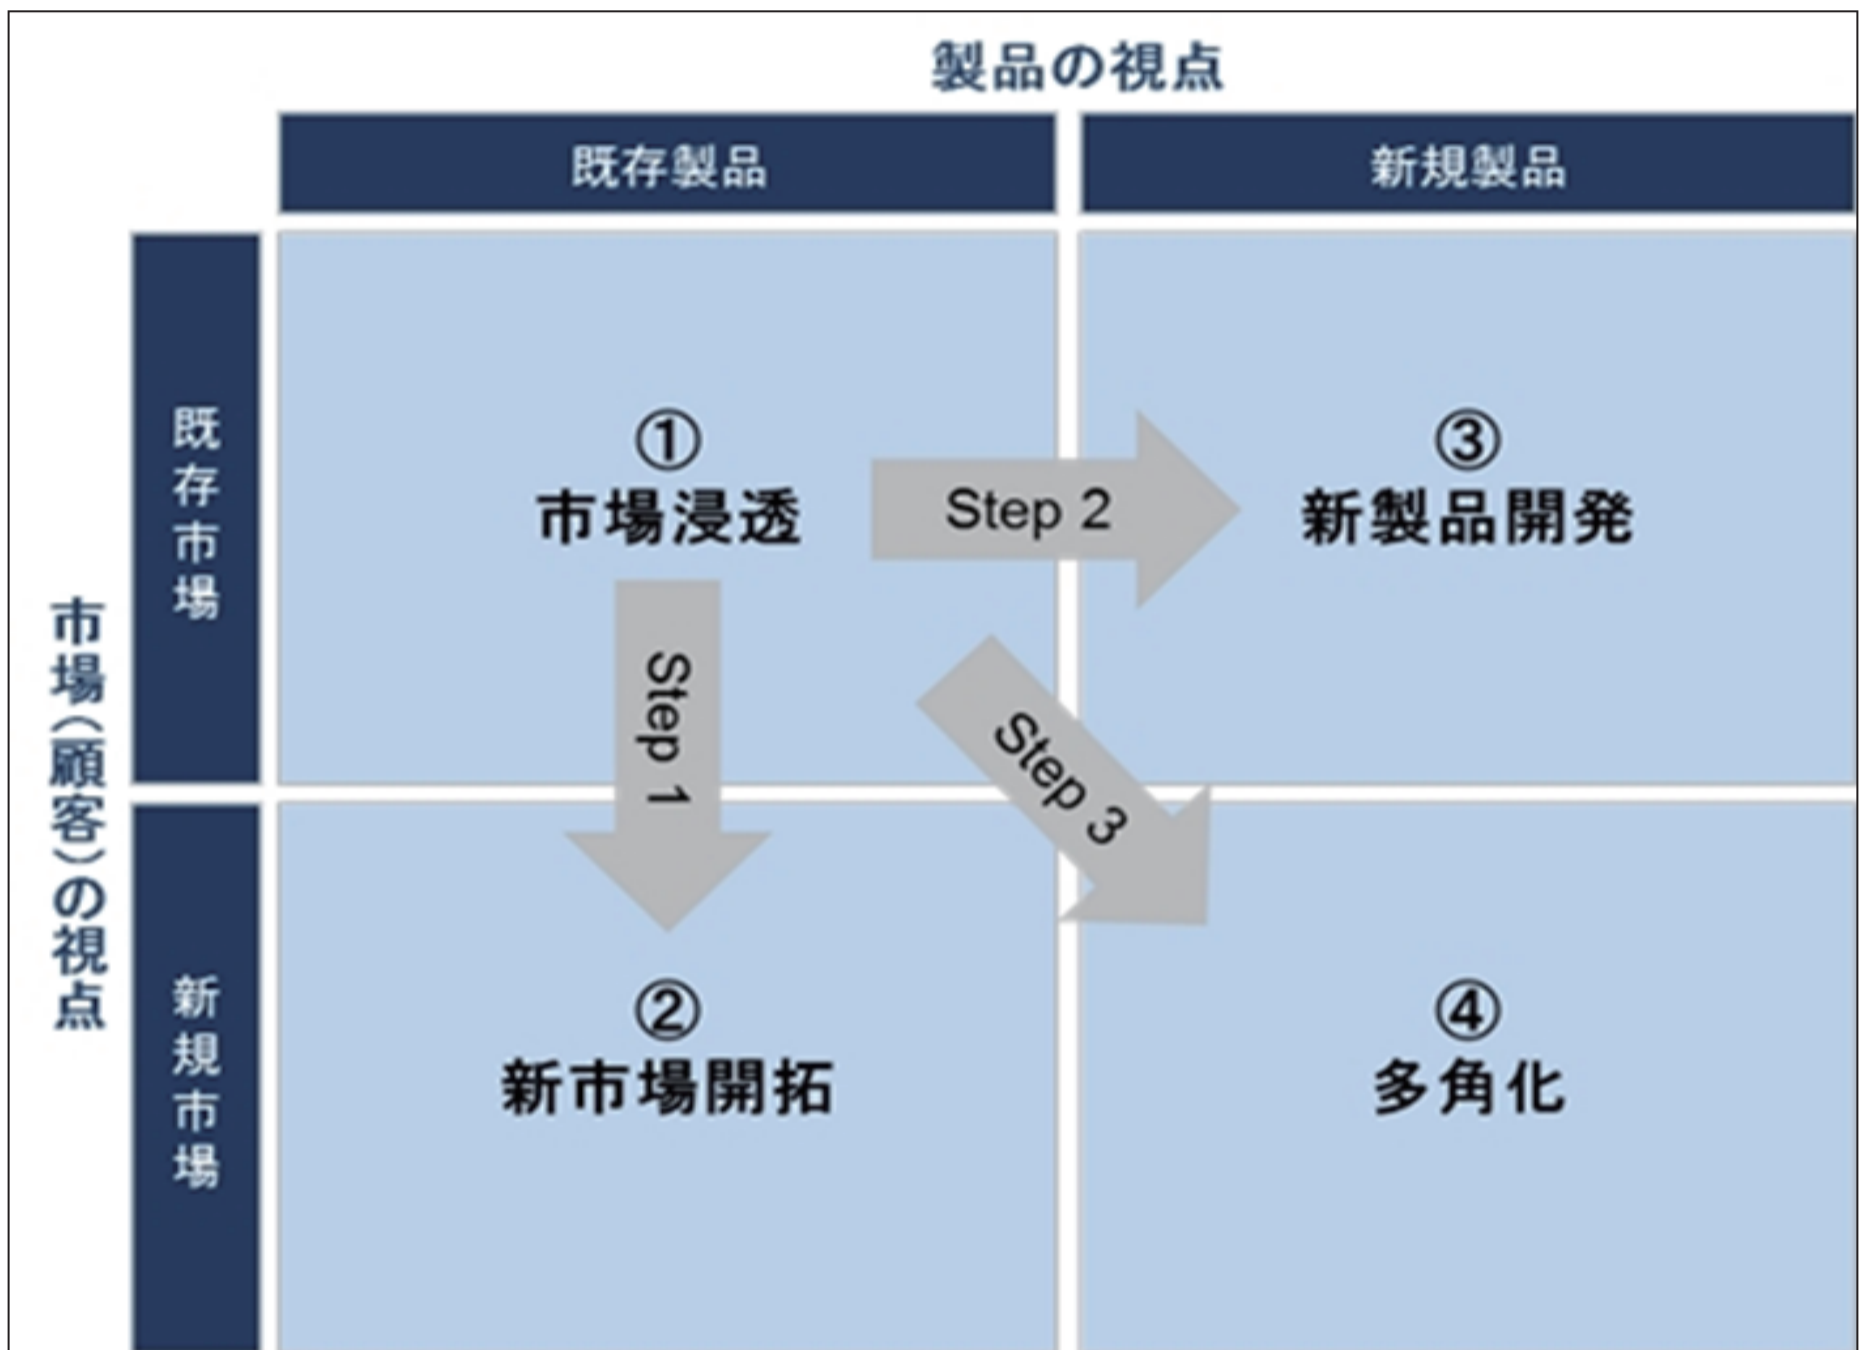 製品の視点
既存製品
新規製品
市場(顧客)の視点
既存市場
①
市場浸透
Step 2
③
新製品開発
Step 1
Step 3
新規市場
②
新市場開拓
④
多角化